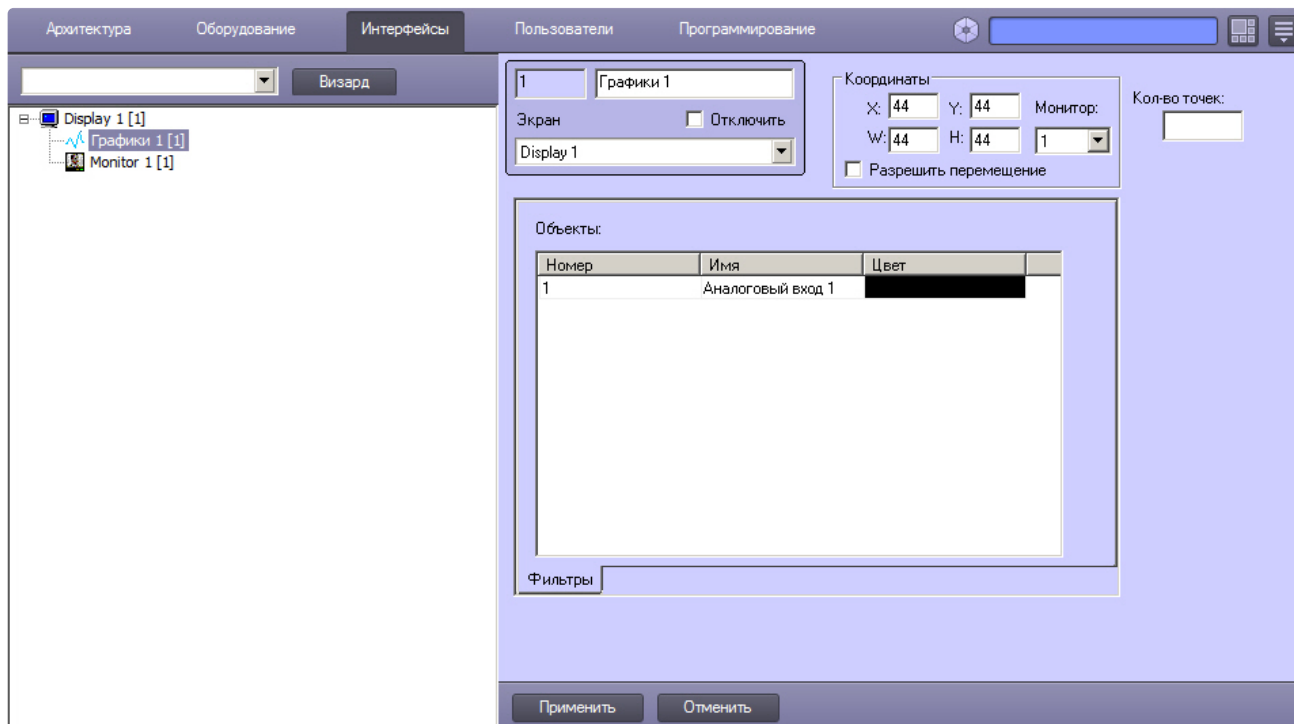 Архитектура Оборудование Интерфейсы Пользователи Программирование
Визард
Display 1 [1]
Графики 1 [1]
Monitor 1 [1]
1 Графики 1
Экран Отключить
Display 1
Координаты
X: 44 Y: 44 Монитор:
W: 44 H: 44 1
Разрешить перемещение
Кол-во точек:
Объекты:
Номер Имя Цвет
1 Аналоговый вход 1
Фильтры
Применить Отменить